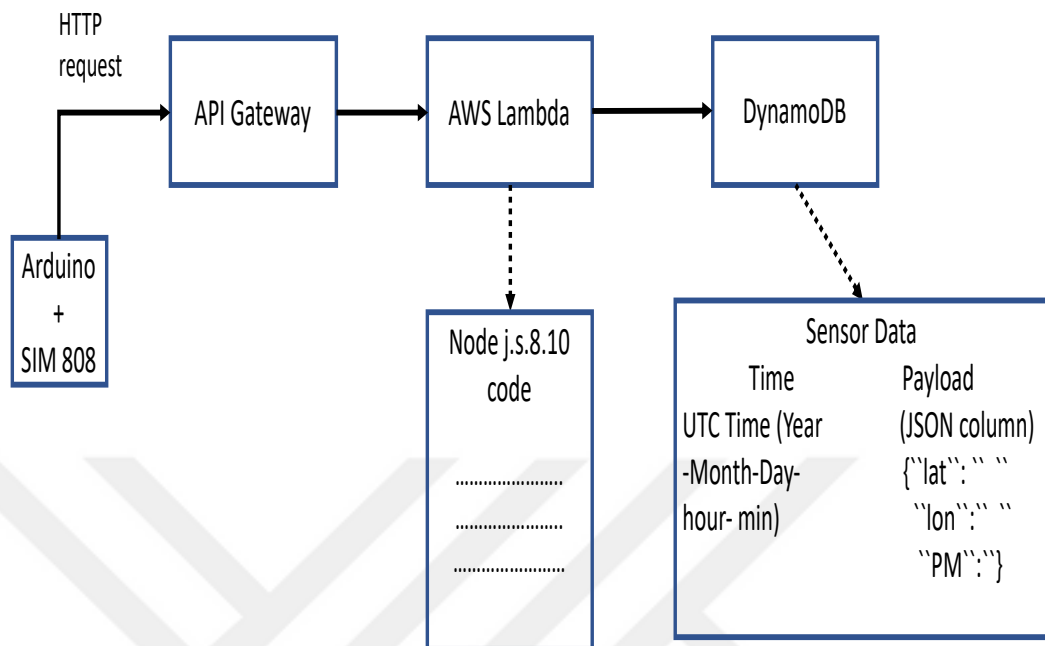 HTTP
request
API Gateway
AWS Lambda
DynamoDB
Arduino
+
SIM 808
Node j.s.8.10
code
........................
........................
.........................
Sensor Data
Time
UTC Time (Year
-Month-Day-
hour- min)
Payload
(JSON column)
{``lat``: `` ``
``lon``:`` ``
``PM``:``}